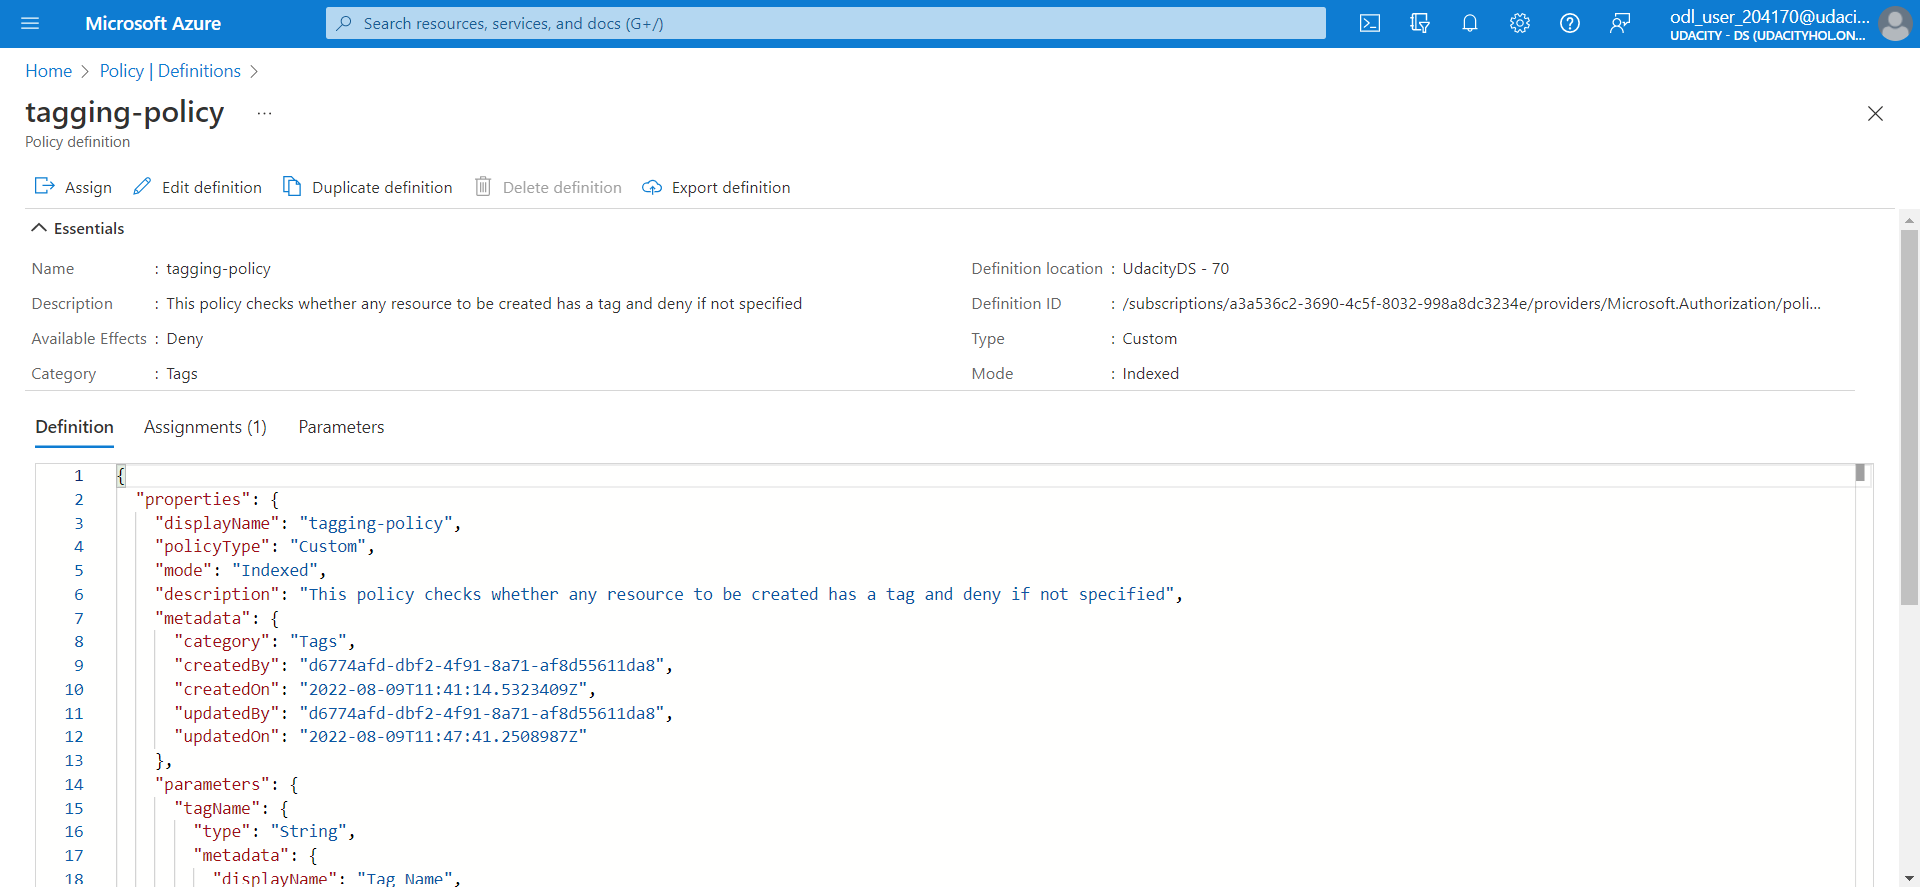 Microsoft Azure
Search resources, services, and docs (G+/)
odl_user_204170@udaci...
UDACITY - DS (UDACITYHOL.ON...
Home > Policy | Definitions >
tagging-policy ...
Policy definition
Assign Edit definition Duplicate definition Delete definition Export definition
Essentials
Name : tagging-policy Definition location : UdacityDS - 70
Description : This policy checks whether any resource to be created has a tag and deny if not specified Definition ID : /subscriptions/a3a536c2-3690-4c5f-8032-998a8dc3234e/providers/Microsoft.Authorization/poli...
Available Effects : Deny Type : Custom
Category : Tags Mode : Indexed
Definition Assignments (1) Parameters
1 {
2 "properties": {
3 "displayName": "tagging-policy",
4 "policyType": "Custom",
5 "mode": "Indexed",
6 "description": "This policy checks whether any resource to be created has a tag and deny if not specified",
7 "metadata": {
8 "category": "Tags",
9 "createdBy": "d6774afd-dbf2-4f91-8a71-af8d55611da8",
10 "createdOn": "2022-08-09T11:41:14.5323409Z",
11 "updatedBy": "d6774afd-dbf2-4f91-8a71-af8d55611da8",
12 "updatedOn": "2022-08-09T11:47:41.2508987Z"
13 },
14 "parameters": {
15 "tagName": {
16 "type": "String",
17 "metadata": {
18 "displayName": "Tag Name",